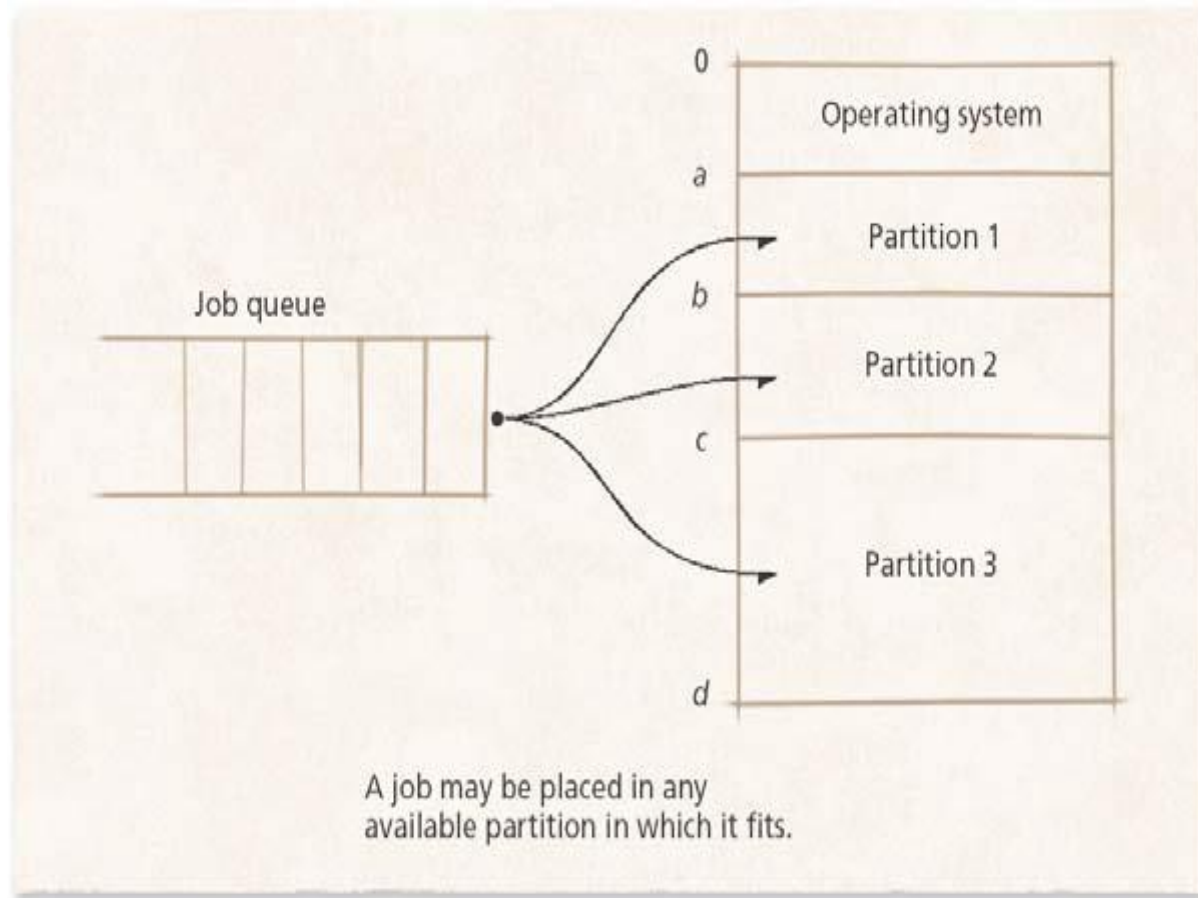 0
Operating system
a
Partition 1
b
Job queue
Partition 2
c
Partition 3
d
A job may be placed in any
available partition in which it fits.